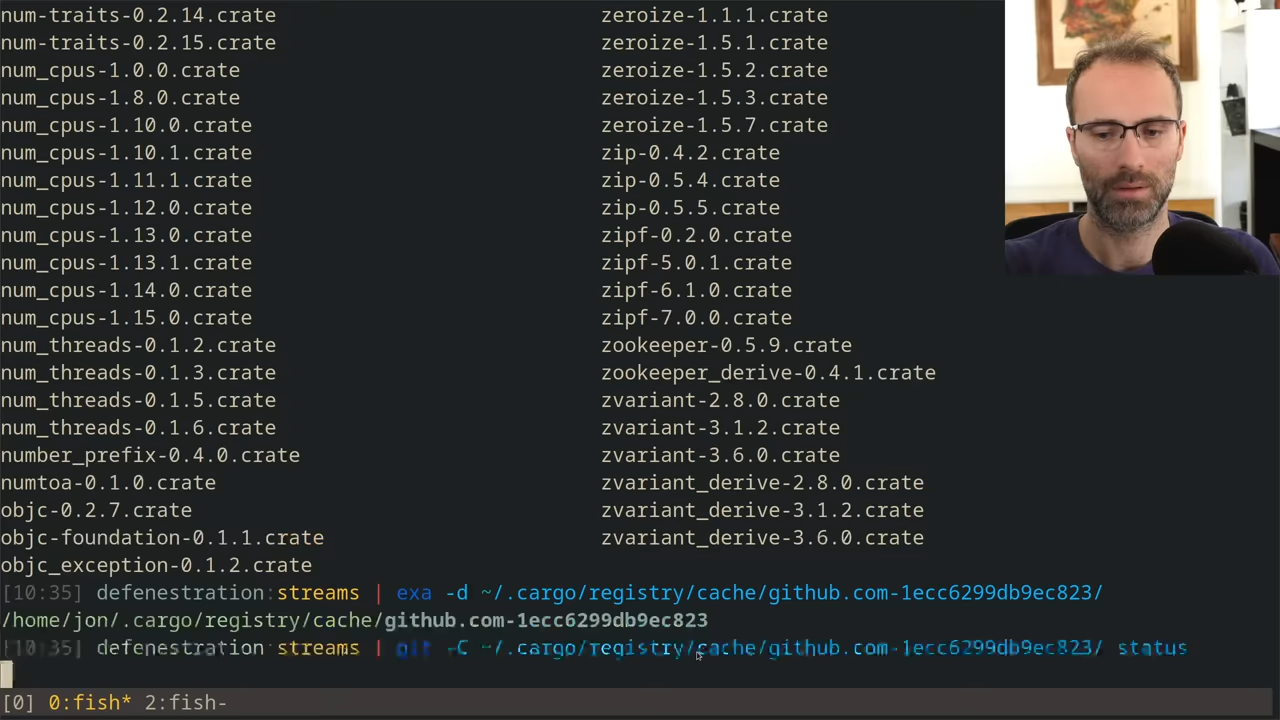 num-traits-0.2.14.crate zeroize-1.1.1.crate
num-traits-0.2.15.crate zeroize-1.5.1.crate
num_cpus-1.0.0.crate zeroize-1.5.2.crate
num_cpus-1.8.0.crate zeroize-1.5.3.crate
num_cpus-1.10.0.crate zeroize-1.5.7.crate
num_cpus-1.10.1.crate zip-0.4.2.crate
num_cpus-1.11.1.crate zip-0.5.4.crate
num_cpus-1.12.0.crate zip-0.5.5.crate
num_cpus-1.13.0.crate zipf-0.2.0.crate
num_cpus-1.13.1.crate zipf-5.0.1.crate
num_cpus-1.14.0.crate zipf-6.1.0.crate
num_cpus-1.15.0.crate zipf-7.0.0.crate
num_threads-0.1.2.crate zookeeper-0.5.9.crate
num_threads-0.1.3.crate zookeeper_derive-0.4.1.crate
num_threads-0.1.5.crate zvariant-2.8.0.crate
num_threads-0.1.6.crate zvariant-3.1.2.crate
number_prefix-0.4.0.crate zvariant-3.6.0.crate
numtoa-0.1.0.crate zvariant_derive-2.8.0.crate
objc-0.2.7.crate zvariant_derive-3.1.2.crate
objc-foundation-0.1.1.crate zvariant_derive-3.6.0.crate
objc_exception-0.1.2.crate
[10:35] defenestration:streams | exa -d ~/.cargo/registry/cache/github.com-1ecc6299db9ec823/
/home/jon/.cargo/registry/cache/github.com-1ecc6299db9ec823
[10:35] defenestration:streams | git -C ~/.cargo/registry/cache/github.com-1ecc6299db9ec823/ status
[0] 0:fish* 2:fish-